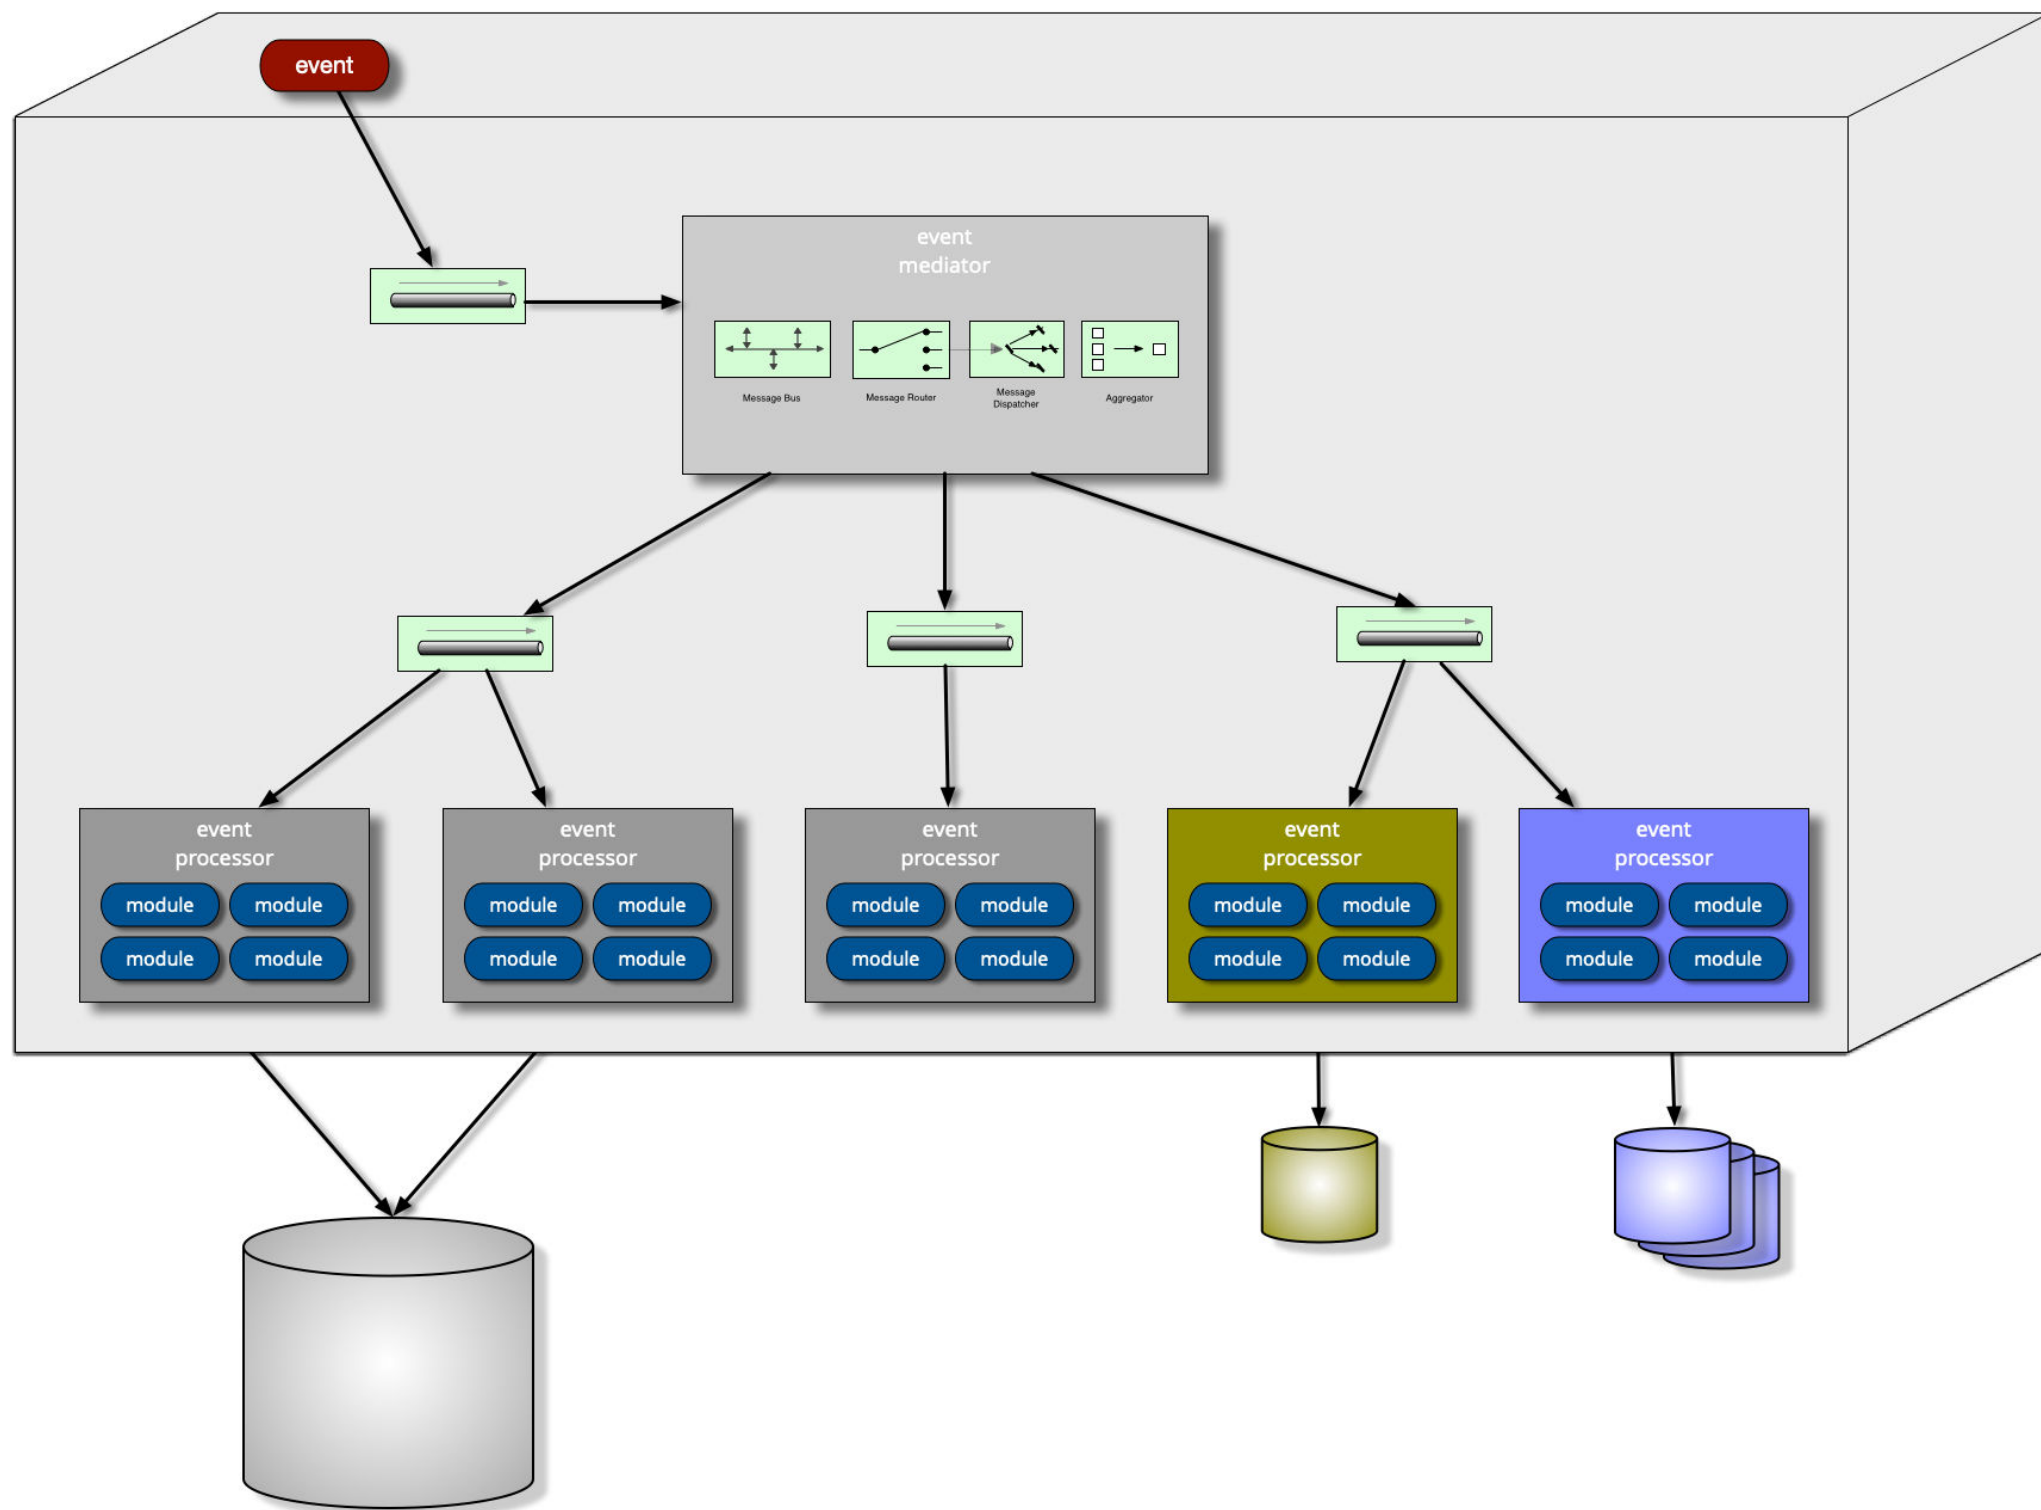 event
event
mediator
Message Bus
Message Router
Message
Dispatcher
Aggregator
event
processor
module module
module module
event
processor
module module
module module
event
processor
module module
module module
event
processor
module module
module module
event
processor
module module
module module